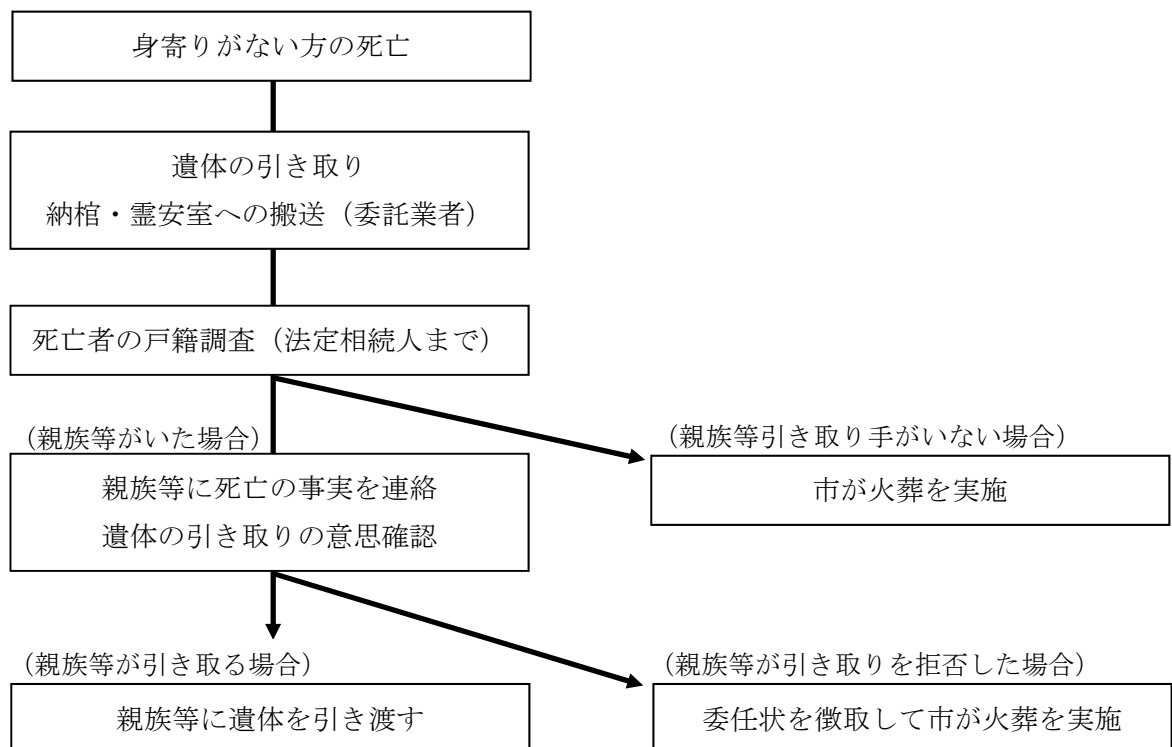 身寄りがない方の死亡
遺体の引き取り
納棺・霊安室への搬送（委託業者）
死亡者の戸籍調査（法定相続人まで）
（親族等がいた場合）
（親族等引き取り手がいない場合）
親族等に死亡の事実を連絡
遺体の引き取りの意思確認
市が火葬を実施
（親族等が引き取る場合）
（親族等が引き取りを拒否した場合）
親族等に遺体を引き渡す
委任状を徴取して市が火葬を実施